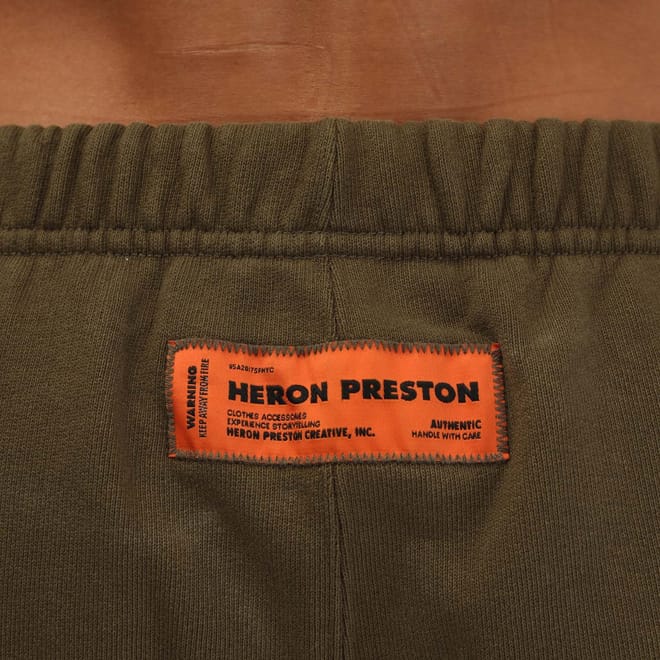 WARNING
KEEP AWAY FROM FIRE
HERON PRESTON
CLOTHES ACCESSORIES
EXPERIENCE STORYTELLING
HERON PRESTON CREATIVE, INC.
AUTHENTIC
HANDLE WITH CARE